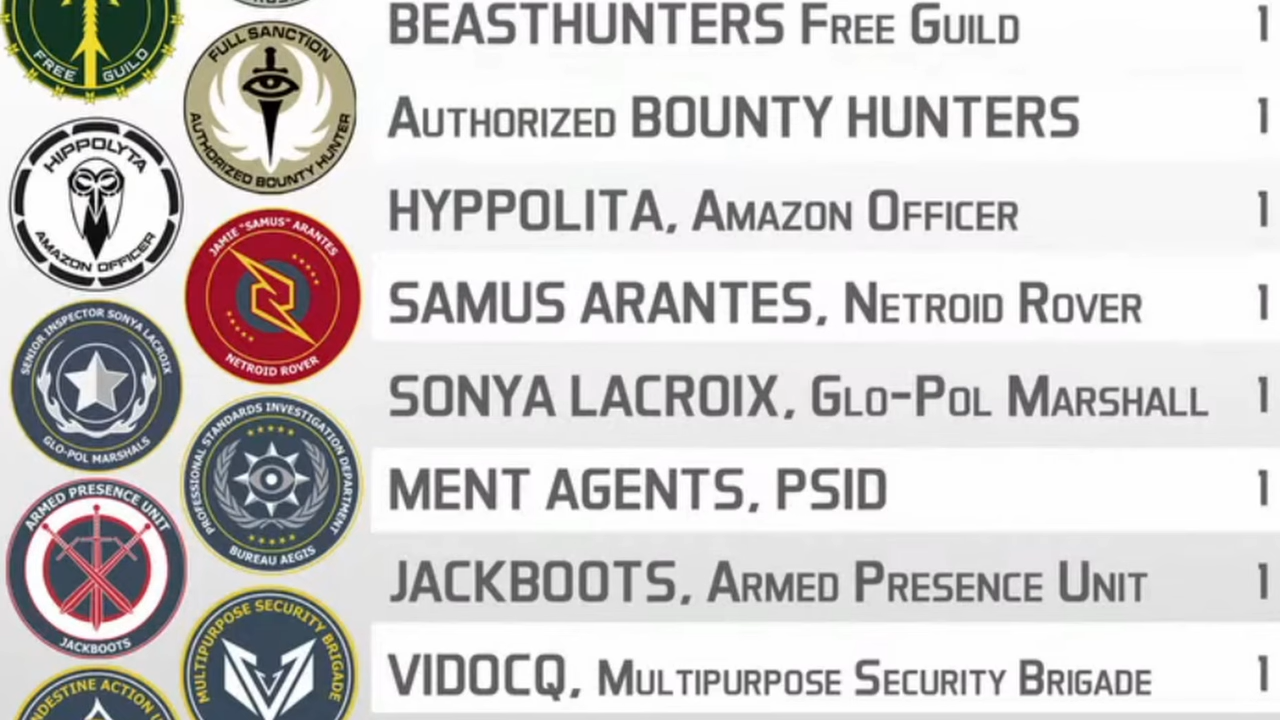 FREE GUILD
BEASTHUNTERS FREE GUILD 1
FULL SANCTION
AUTHORIZED BOUNTY HUNTER
AUTHORIZED BOUNTY HUNTERS 1
HIPPOLYTA
AMAZON OFFICER
HYPPOLITA, AMAZON OFFICER 1
JAMIE "SAMUS" ARANTES
NETROID ROVER
SAMUS ARANTES, NETROID ROVER 1
SENIOR INSPECTOR SONYA LACROIX
GLO-POL MARSHALS
SONYA LACROIX, GLO-POL MARSHALL 1
PROFESSIONAL STANDARDS INVESTIGATION DEPARTMENT
BUREAU AEGIS
MENT AGENTS, PSID 1
ARMED PRESENCE UNIT
JACKBOOTS
JACKBOOTS, ARMED PRESENCE UNIT 1
MULTIPURPOSE SECURITY BRIGADE
VIDOCQ, MULTIPURPOSE SECURITY BRIGADE 1
ACTION